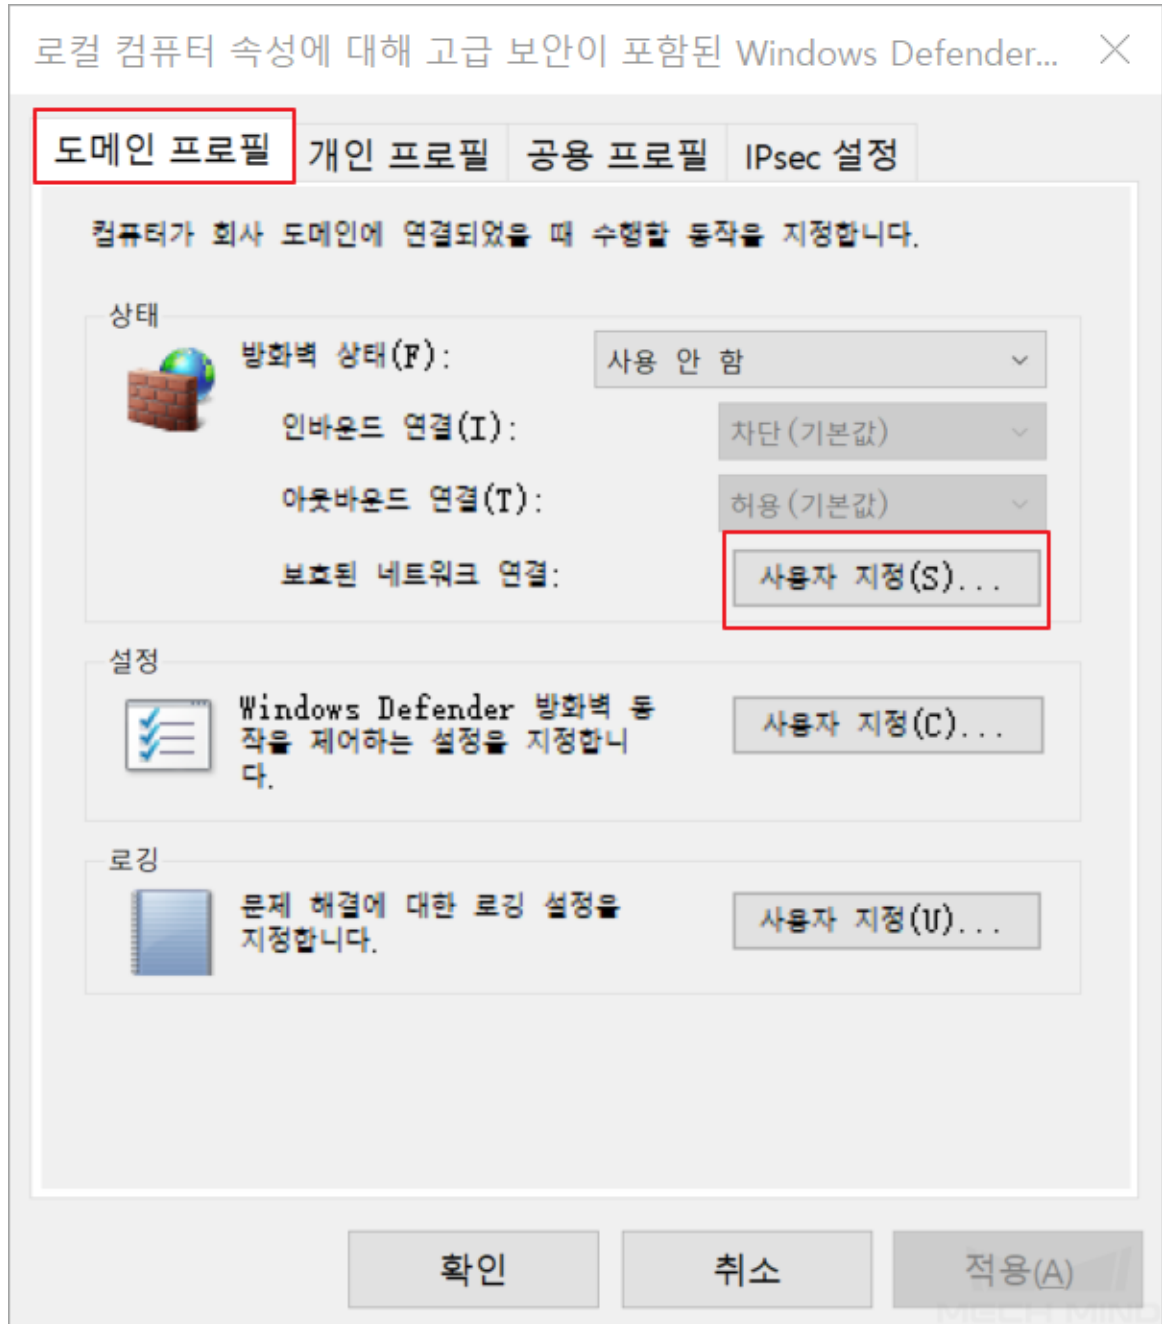 로컬 컴퓨터 속성에 대해 고급 보안이 포함된 Windows Defender...
도메인 프로필 개인 프로필 공용 프로필 IPsec 설정
컴퓨터가 회사 도메인에 연결되었을 때 수행할 동작을 지정합니다.
상태
방화벽 상태(F): 사용 안 함
인바운드 연결(I): 차단(기본값)
아웃바운드 연결(T): 허용(기본값)
보호된 네트워크 연결: 사용자 지정(S)...
설정
Windows Defender 방화벽 동
작을 제어하는 설정을 지정합니
다.
사용자 지정(C)...
로깅
문제 해결에 대한 로깅 설정을
지정합니다.
사용자 지정(U)...
확인 취소 적용(A)
MECH MIND